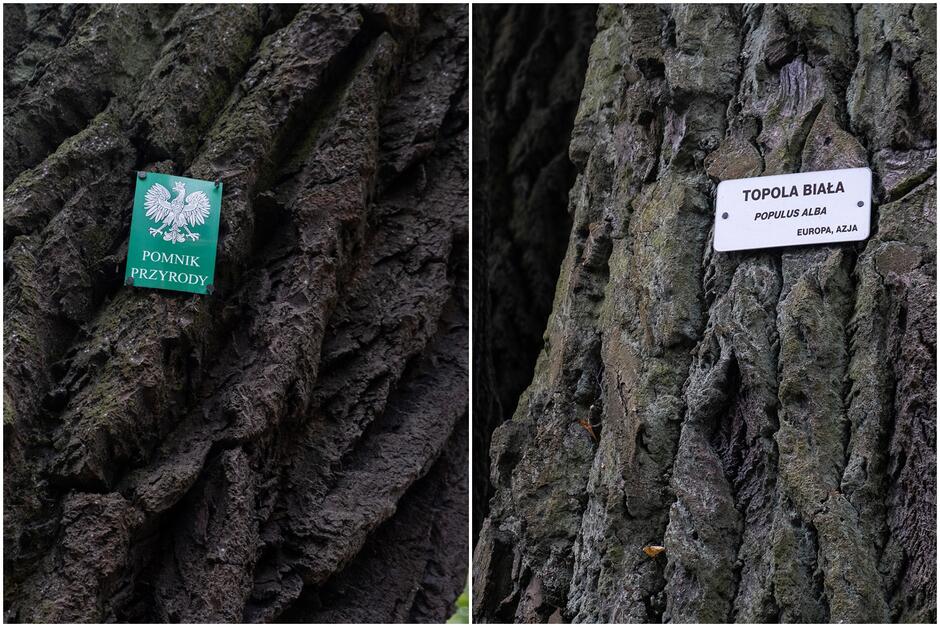 POMNIK
PRZYRODY
TOPOLA BIAŁA
POPULUS ALBA
EUROPA, AZJA